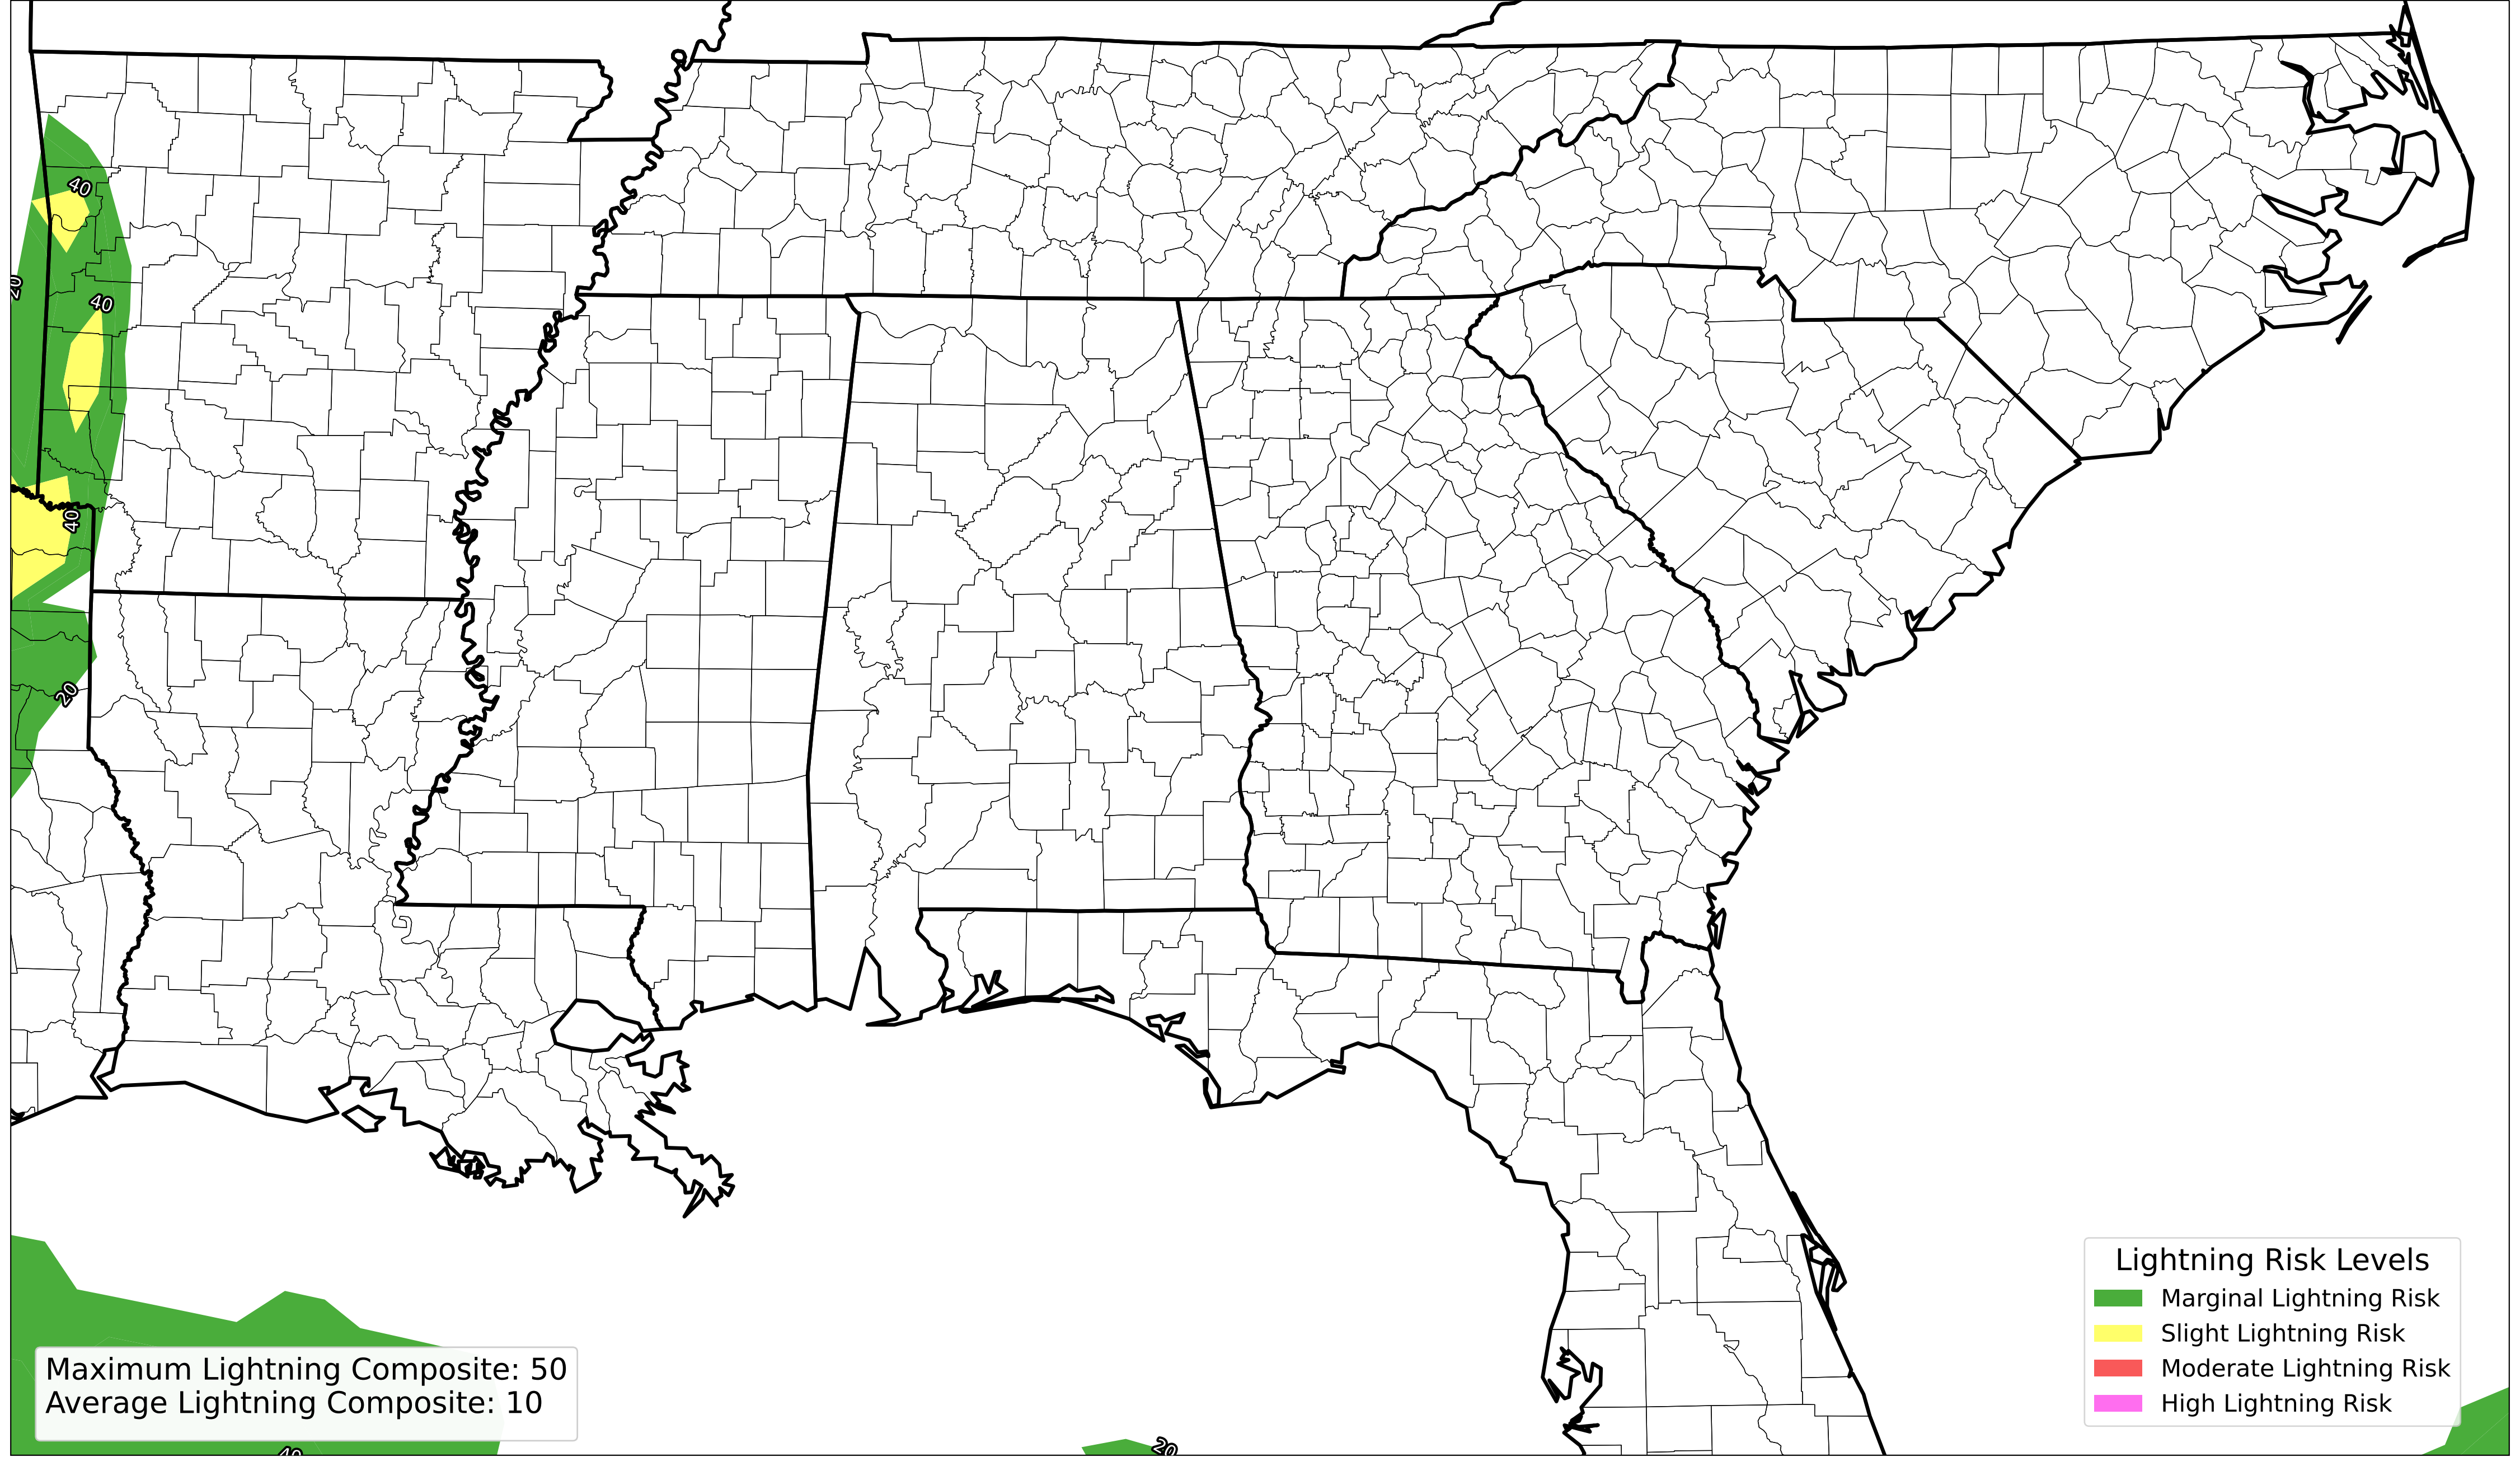 40
20
40
40
20
Maximum Lightning Composite: 50
Average Lightning Composite: 10
40
20
Lightning Risk Levels
Marginal Lightning Risk
Slight Lightning Risk
Moderate Lightning Risk
High Lightning Risk